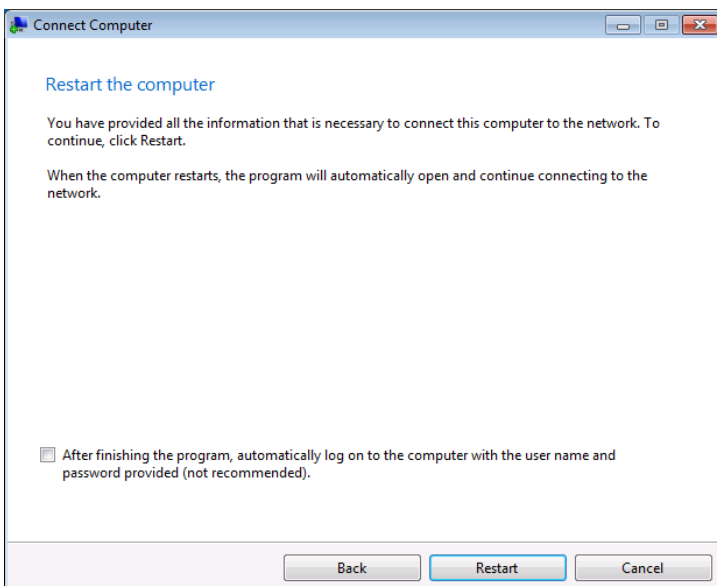 Connect Computer
Restart the computer
You have provided all the information that is necessary to connect this computer to the network. To
continue, click Restart.
When the computer restarts, the program will automatically open and continue connecting to the
network.
After finishing the program, automatically log on to the computer with the user name and
password provided (not recommended).
Back Restart Cancel